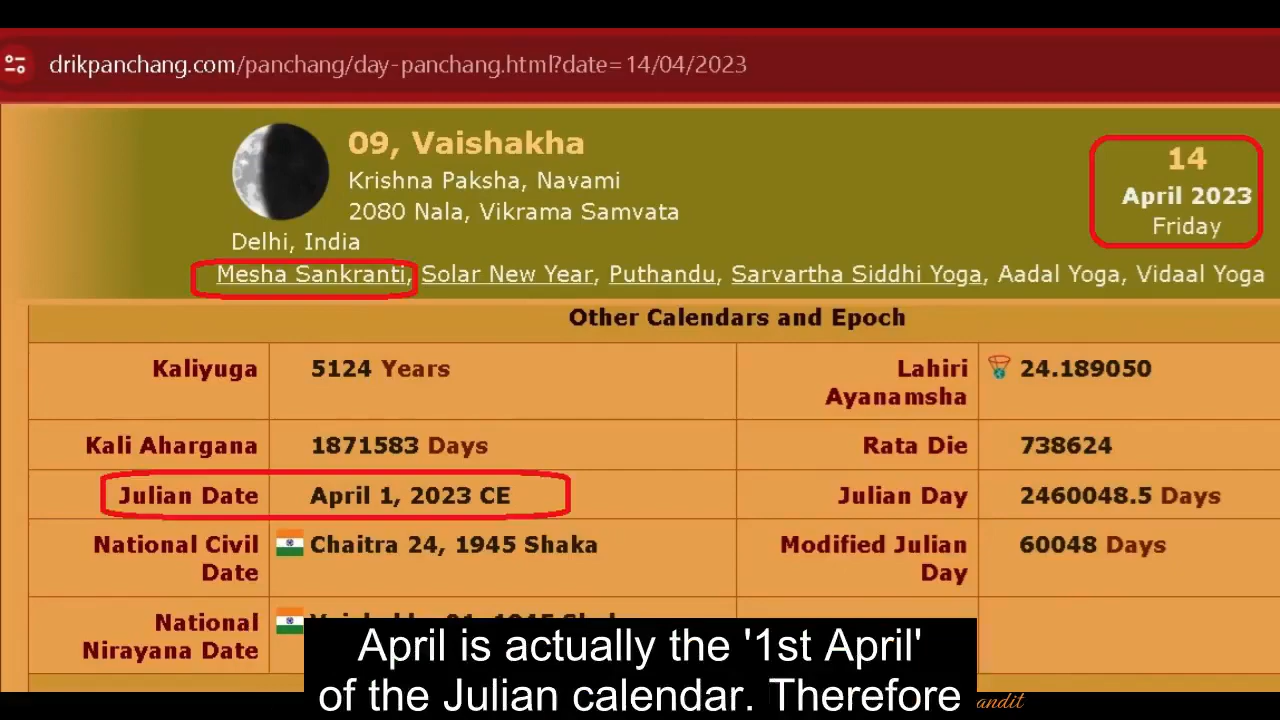 drikpanchang.com/panchang/day-panchang.html?date=14/04/2023
09, Vaishakha
Krishna Paksha, Navami
2080 Nala, Vikrama Samvata
Delhi, India
14
April 2023
Friday
Mesha Sankranti, Solar New Year, Puthandu, Sarvartha Siddhi Yoga, Aadal Yoga, Vidaal Yoga
Other Calendars and Epoch
Kaliyuga 5124 Years
Lahiri
Ayanamsha 24.189050
Kali Ahargana 1871583 Days
Rata Die 738624
Julian Date April 1, 2023 CE
Julian Day 2460048.5 Days
National Civil
Date Chaitra 24, 1945 Shaka
Modified Julian
Day 60048 Days
National
Nirayana Date
April is actually the '1st April'
of the Julian calendar. Therefore
andit